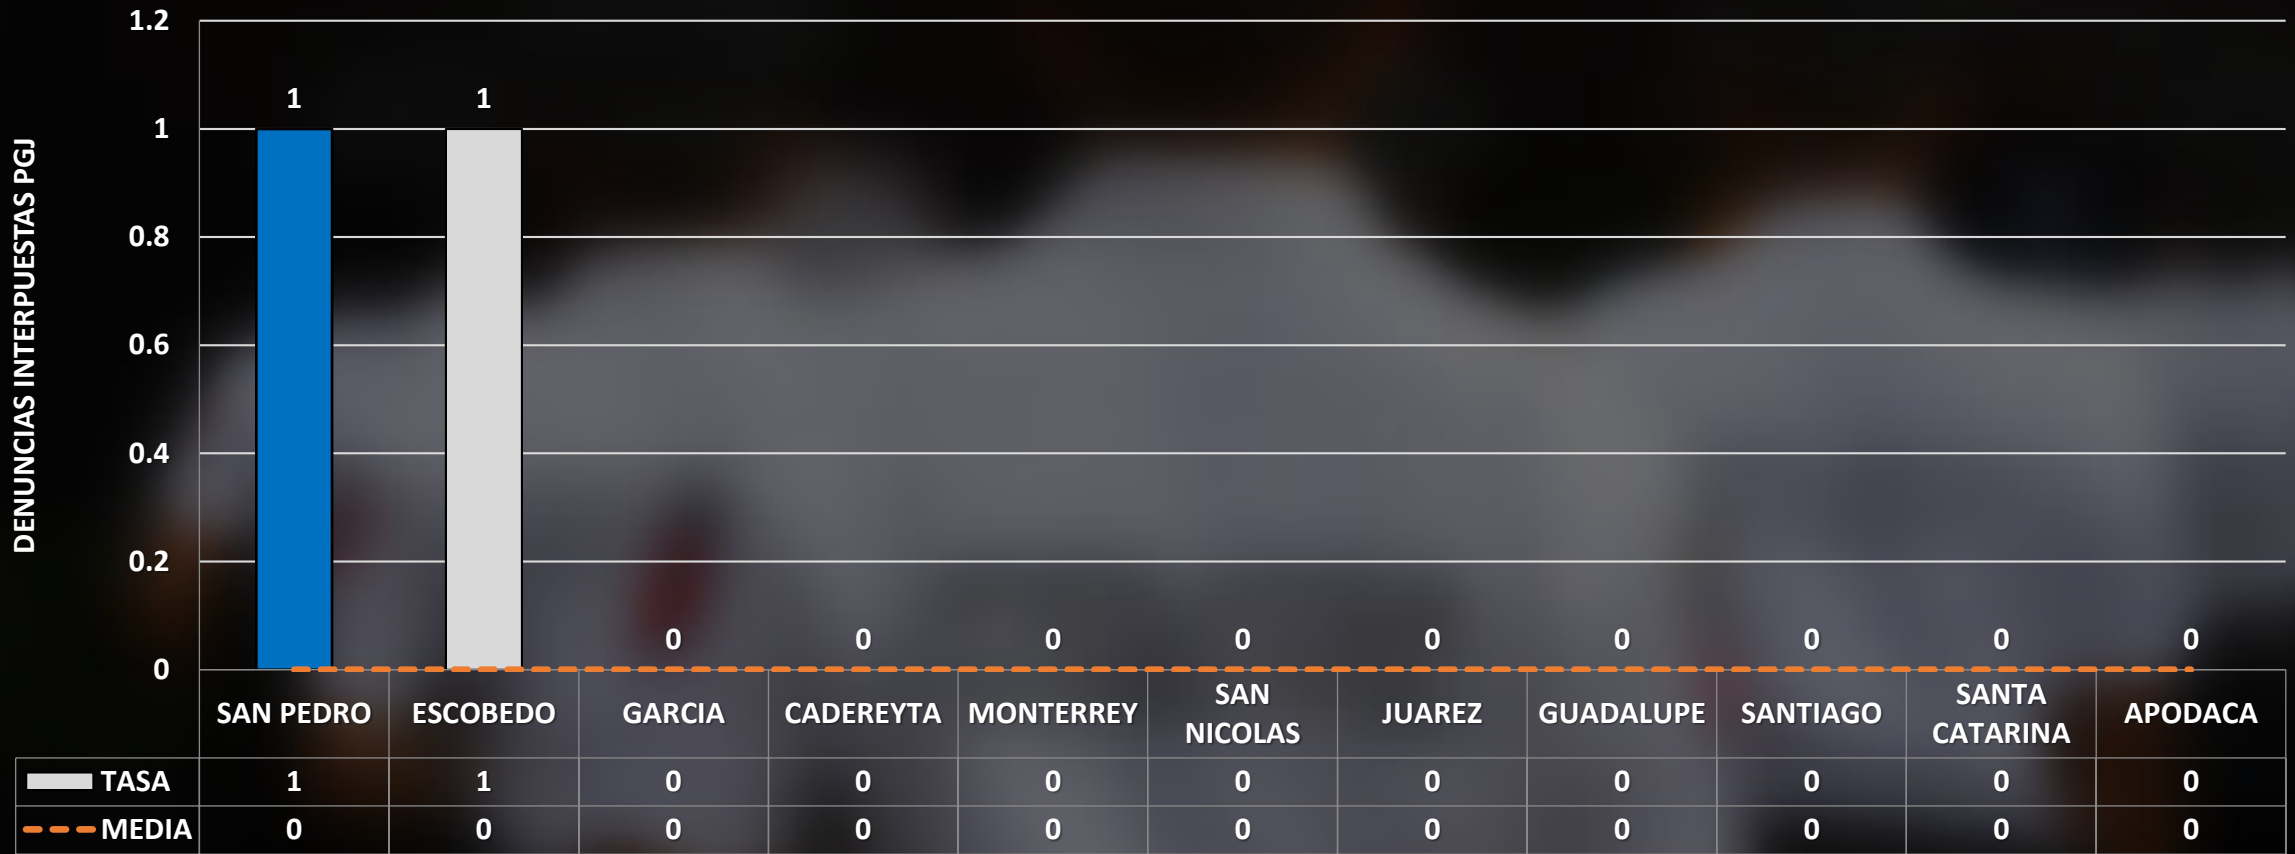 DENUNCIAS INTERPUESTAS PGJ
1.2
1
0.8
0.6
0.4
0.2
0
1 1 0 0 0 0 0 0 0 0 0
SAN PEDRO ESCOBEDO GARCIA CADEREYTA MONTERREY SAN NICOLAS JUAREZ GUADALUPE SANTIAGO SANTA CATARINA APODACA
TASA 1 1 0 0 0 0 0 0 0 0 0
MEDIA 0 0 0 0 0 0 0 0 0 0 0